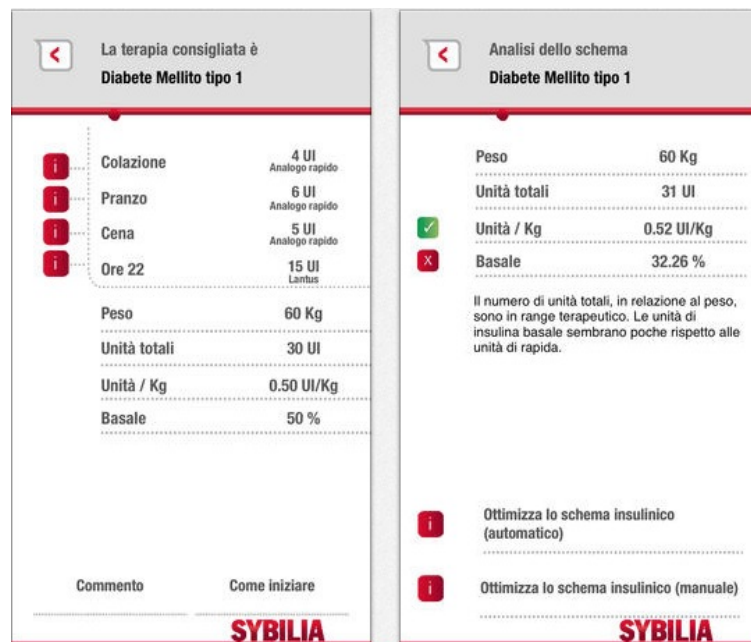 La terapia consigliata è
Diabete Mellito tipo 1
i
Colazione 4 UI
Analogo rapido
i
Pranzo 6 UI
Analogo rapido
i
Cena 5 UI
Analogo rapido
i
Ore 22 15 UI
Lantus
Peso 60 Kg
Unità totali 30 UI
Unità / Kg 0.50 UI/Kg
Basale 50 %
Commento Come iniziare
SYBILIA
Analisi dello schema
Diabete Mellito tipo 1
Peso 60 Kg
Unità totali 31 UI
Unità / Kg 0.52 UI/Kg
X Basale 32.26 %
Il numero di unità totali, in relazione al peso,
sono in range terapeutico. Le unità di
insulina basale sembrano poche rispetto alle
unità di rapida.
i
Ottimizza lo schema insulinico
(automatico)
i
Ottimizza lo schema insulinico (manuale)
SYBILIA